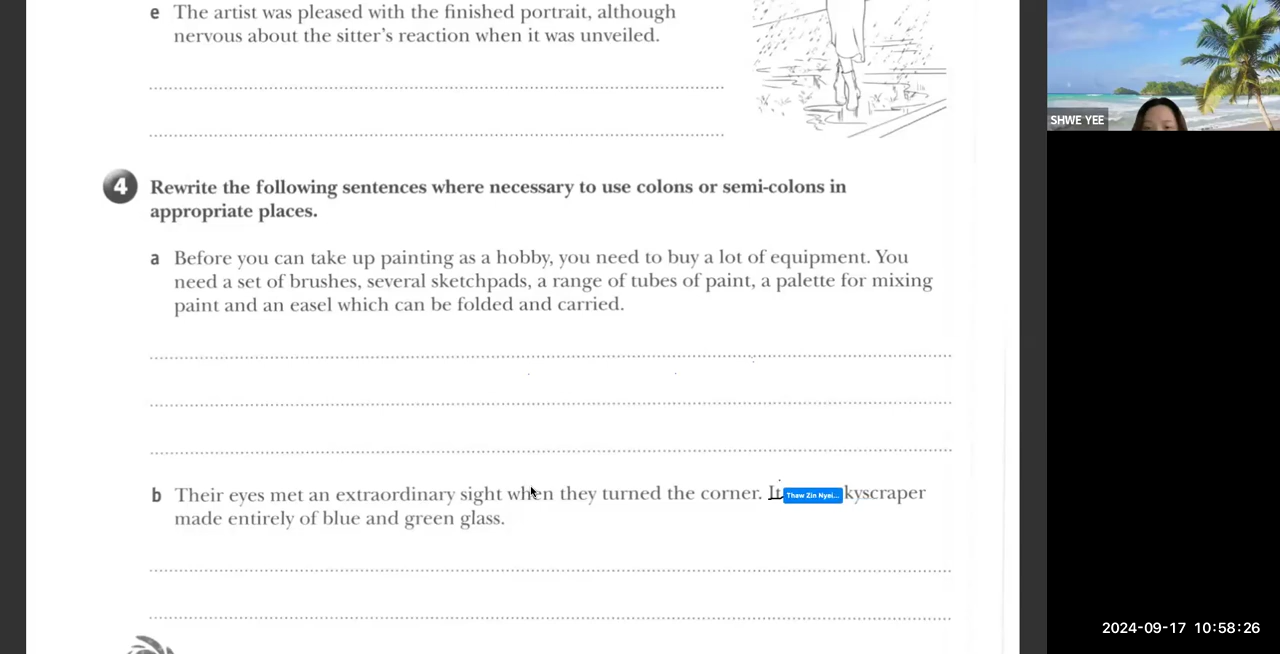 e The artist was pleased with the finished portrait, although
nervous about the sitter's reaction when it was unveiled.
4 Rewrite the following sentences where necessary to use colons or semi-colons in
appropriate places.
a Before you can take up painting as a hobby, you need to buy a lot of equipment. You
need a set of brushes, several sketchpads, a range of tubes of paint, a palette for mixing
paint and an easel which can be folded and carried.
b Their eyes met an extraordinary sight when they turned the corner. It Thaw Zin Nyei... kyscraper
made entirely of blue and green glass.
SHWE YEE
2024-09-17 10:58:26